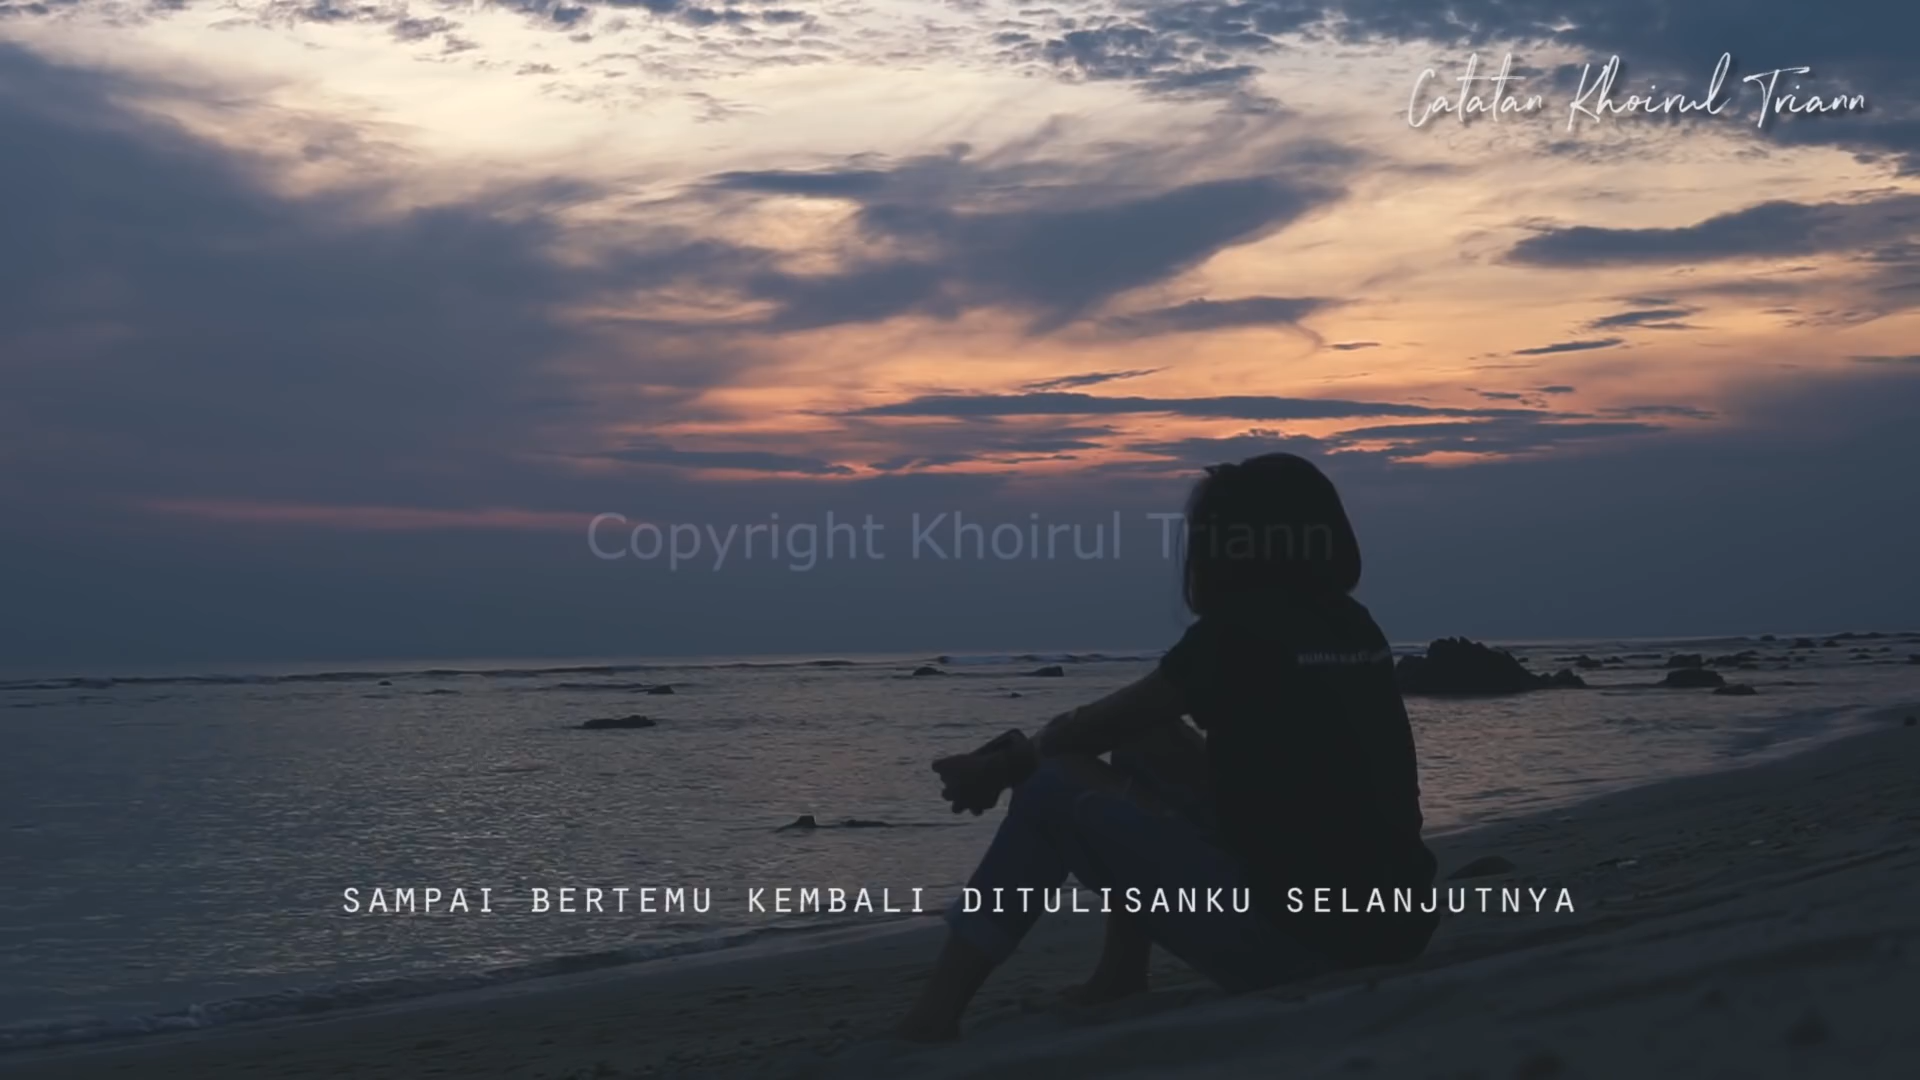 Catatan Khoirul Triann
Copyright Khoirul Triann
SAMPAI BERTEMU KEMBALI DITULISANKU SELANJUTNYA